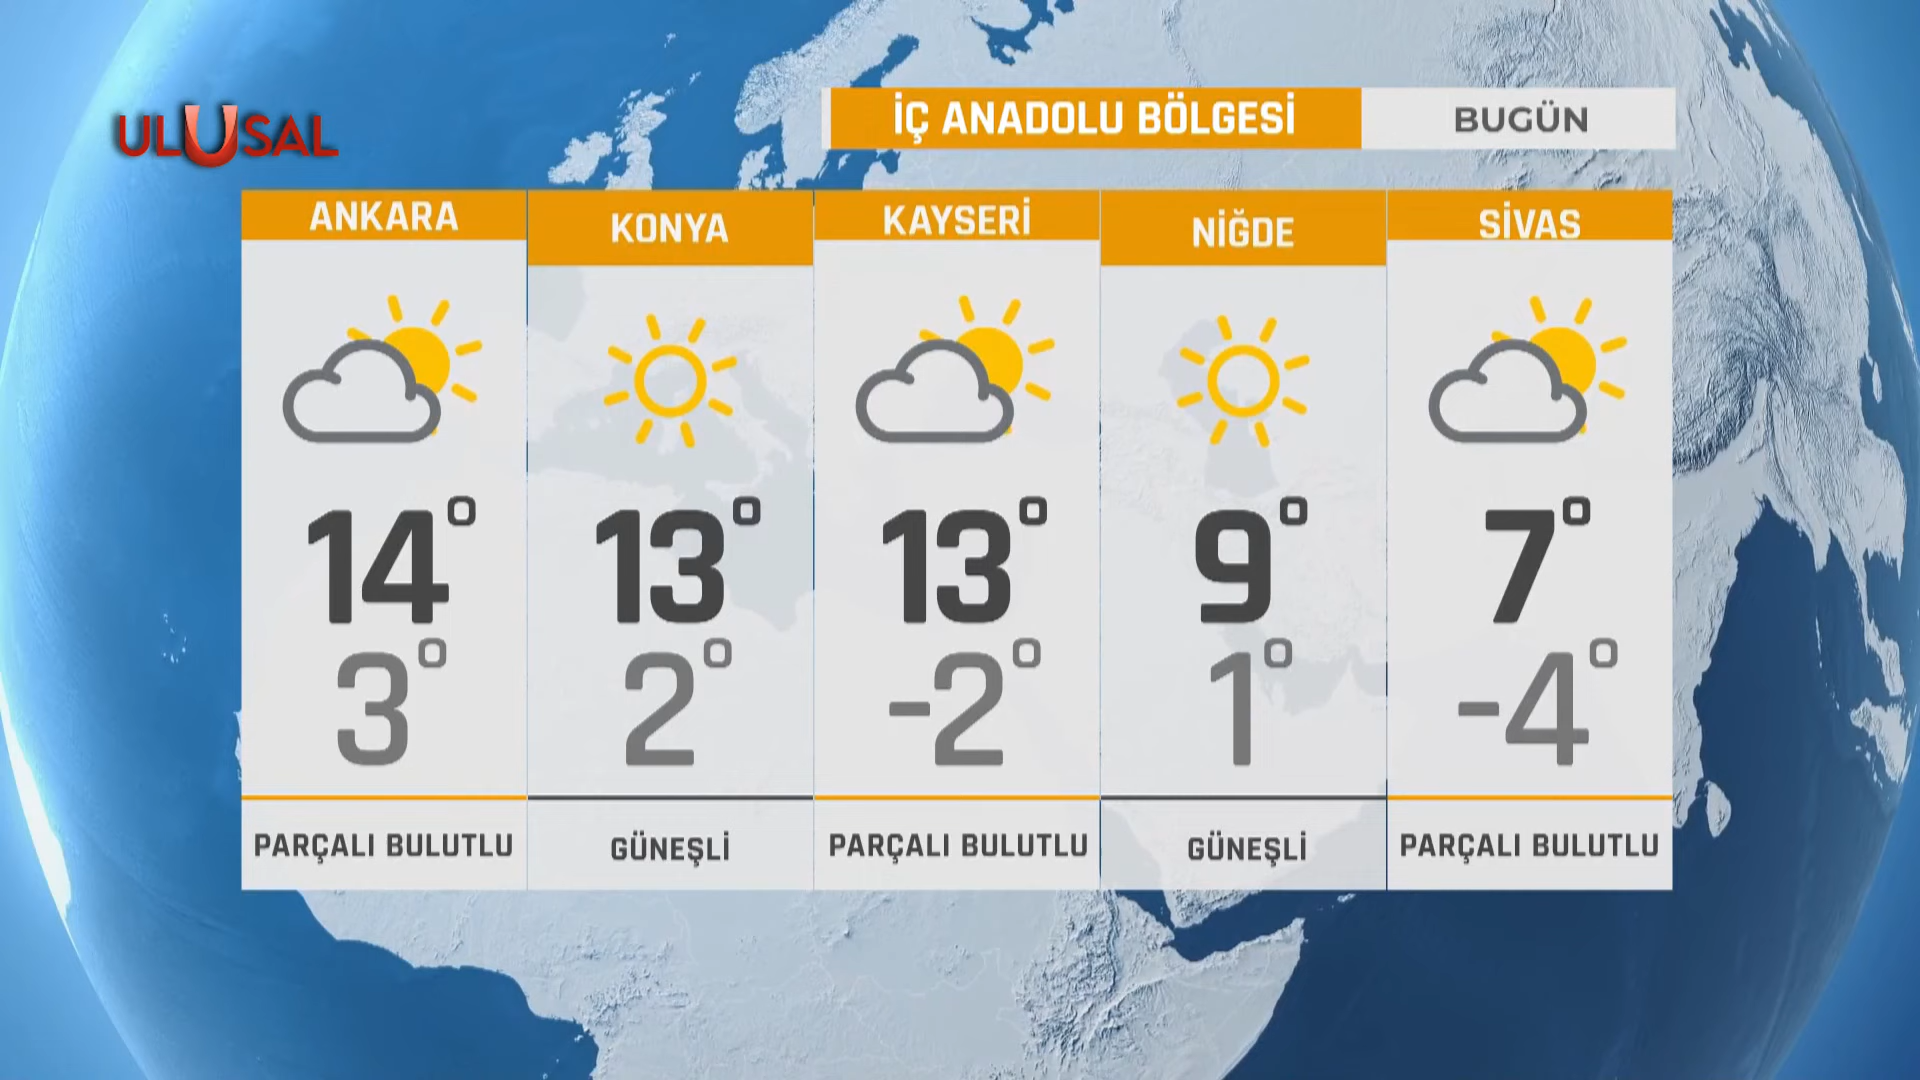 ULUSAL
İÇ ANADOLU BÖLGESİ BUGÜN
ANKARA
14°
3°
PARÇALI BULUTLU
KONYA
13°
2°
GÜNEŞLİ
KAYSERİ
13°
-2°
PARÇALI BULUTLU
NİĞDE
9°
1°
GÜNEŞLİ
SİVAS
7°
-4°
PARÇALI BULUTLU